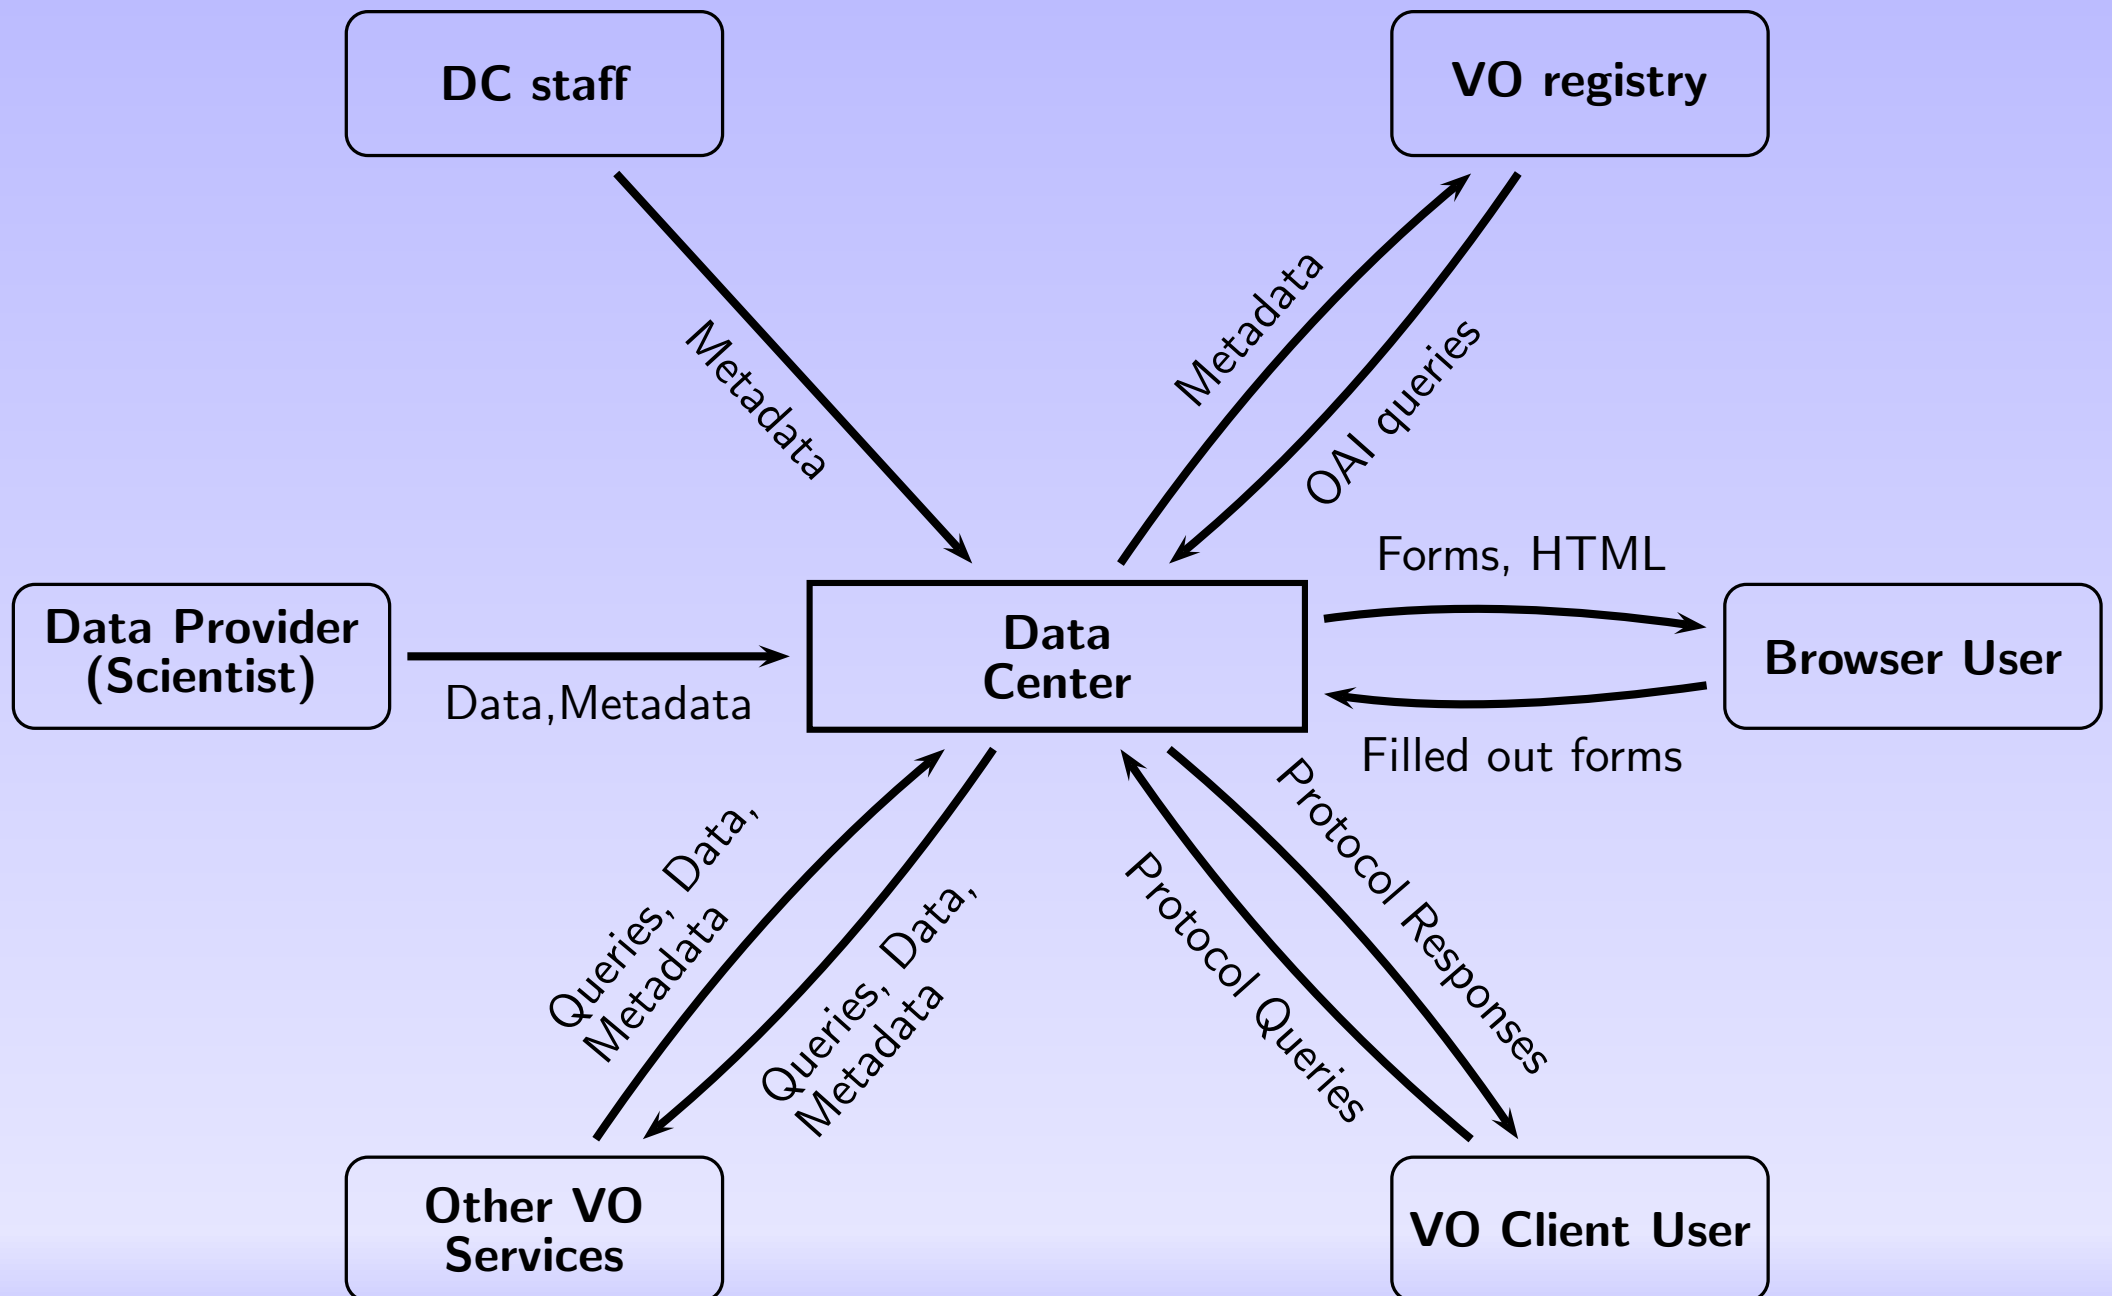 DC staff
VO registry
Metadata
Metadata
OAI queries
Forms, HTML
Data Provider
(Scientist)
Data,Metadata
Data
Center
Browser User
Filled out forms
Queries, Data,
Metadata
Queries, Data,
Metadata
Protocol Queries
Protocol Responses
Other VO
Services
VO Client User